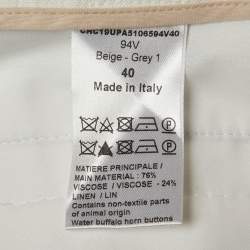 CHC19UPA5106594V40
94V
Beige - Grey 1
40
Made in Italy
MATIERE PRINCIPALE /
MAIN MATERIAL: 76%
VISCOSE / VISCOSE - 24%
LINEN / LIN
Contains non-textile parts
of animal origin
Water buffalo horn buttons